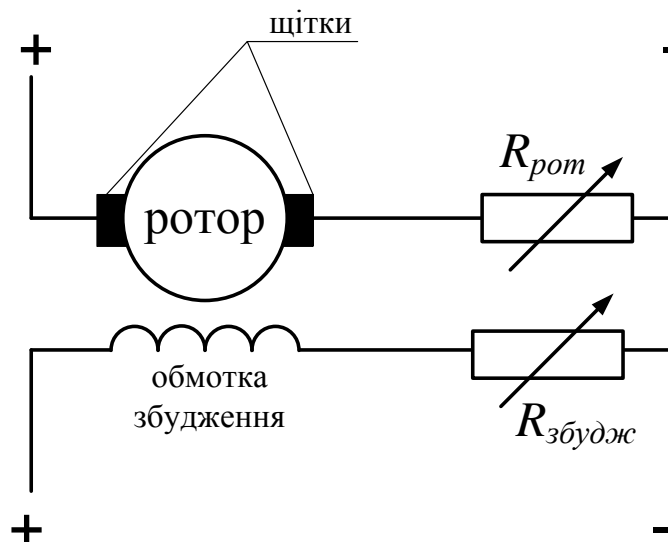 щітки
+
-
R_рот
ротор
обмотка
збудження
R_збудж
+
-